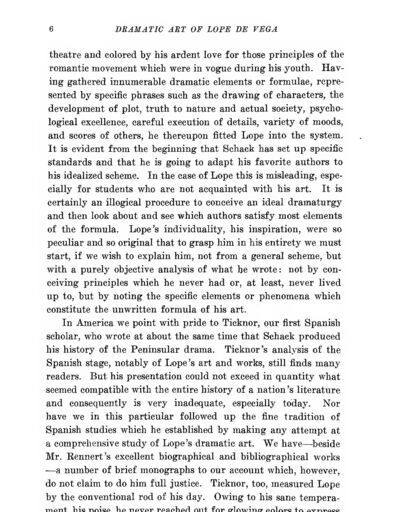 6 DRAMATIC ART OF LOPE DE VEGA
theatre and colored by his ardent love for those principles of the
romantic movement which were in vogue during his youth. Hav-
ing gathered innumerable dramatic elements or formulae, repre-
sented by specific phrases such as the drawing of characters, the
development of plot, truth to nature and actual society, psycho-
logical excellence, careful execution of details, variety of moods,
and scores of others, he thereupon fitted Lope into the system.
It is evident from the beginning that Schack has set up specific
standards and that he is going to adapt his favorite authors to
his idealized scheme. In the case of Lope this is misleading, espe-
cially for students who are not acquainted with his art. It is
certainly an illogical procedure to conceive an ideal dramaturgy
and then look about and see which authors satisfy most elements
of the formula. Lope's individuality, his inspiration, were so
peculiar and so original that to grasp him in his entirety we must
start, if we wish to explain him, not from a general scheme, but
with a purely objective analysis of what he wrote: not by con-
ceiving principles which he never had or, at least, never lived
up to, but by noting the specific elements or phenomena which
constitute the unwritten formula of his art.
In America we point with pride to Ticknor, our first Spanish
scholar, who wrote at about the same time that Schack produced
his history of the Peninsular drama. Ticknor's analysis of the
Spanish stage, notably of Lope's art and works, still finds many
readers. But his presentation could not exceed in quantity what
seemed compatible with the entire history of a nation's literature
and consequently is very inadequate, especially today. Nor
have we in this particular followed up the fine tradition of
Spanish studies which he established by making any attempt at
a comprehensive study of Lope's dramatic art. We have—beside
Mr. Rennert's excellent biographical and bibliographical works
—a number of brief monographs to our account which, however,
do not claim to do him full justice. Ticknor, too, measured Lope
by the conventional rod of his day. Owing to his sane tempera-
ment, his poise, he never reached out for glowing colors to express